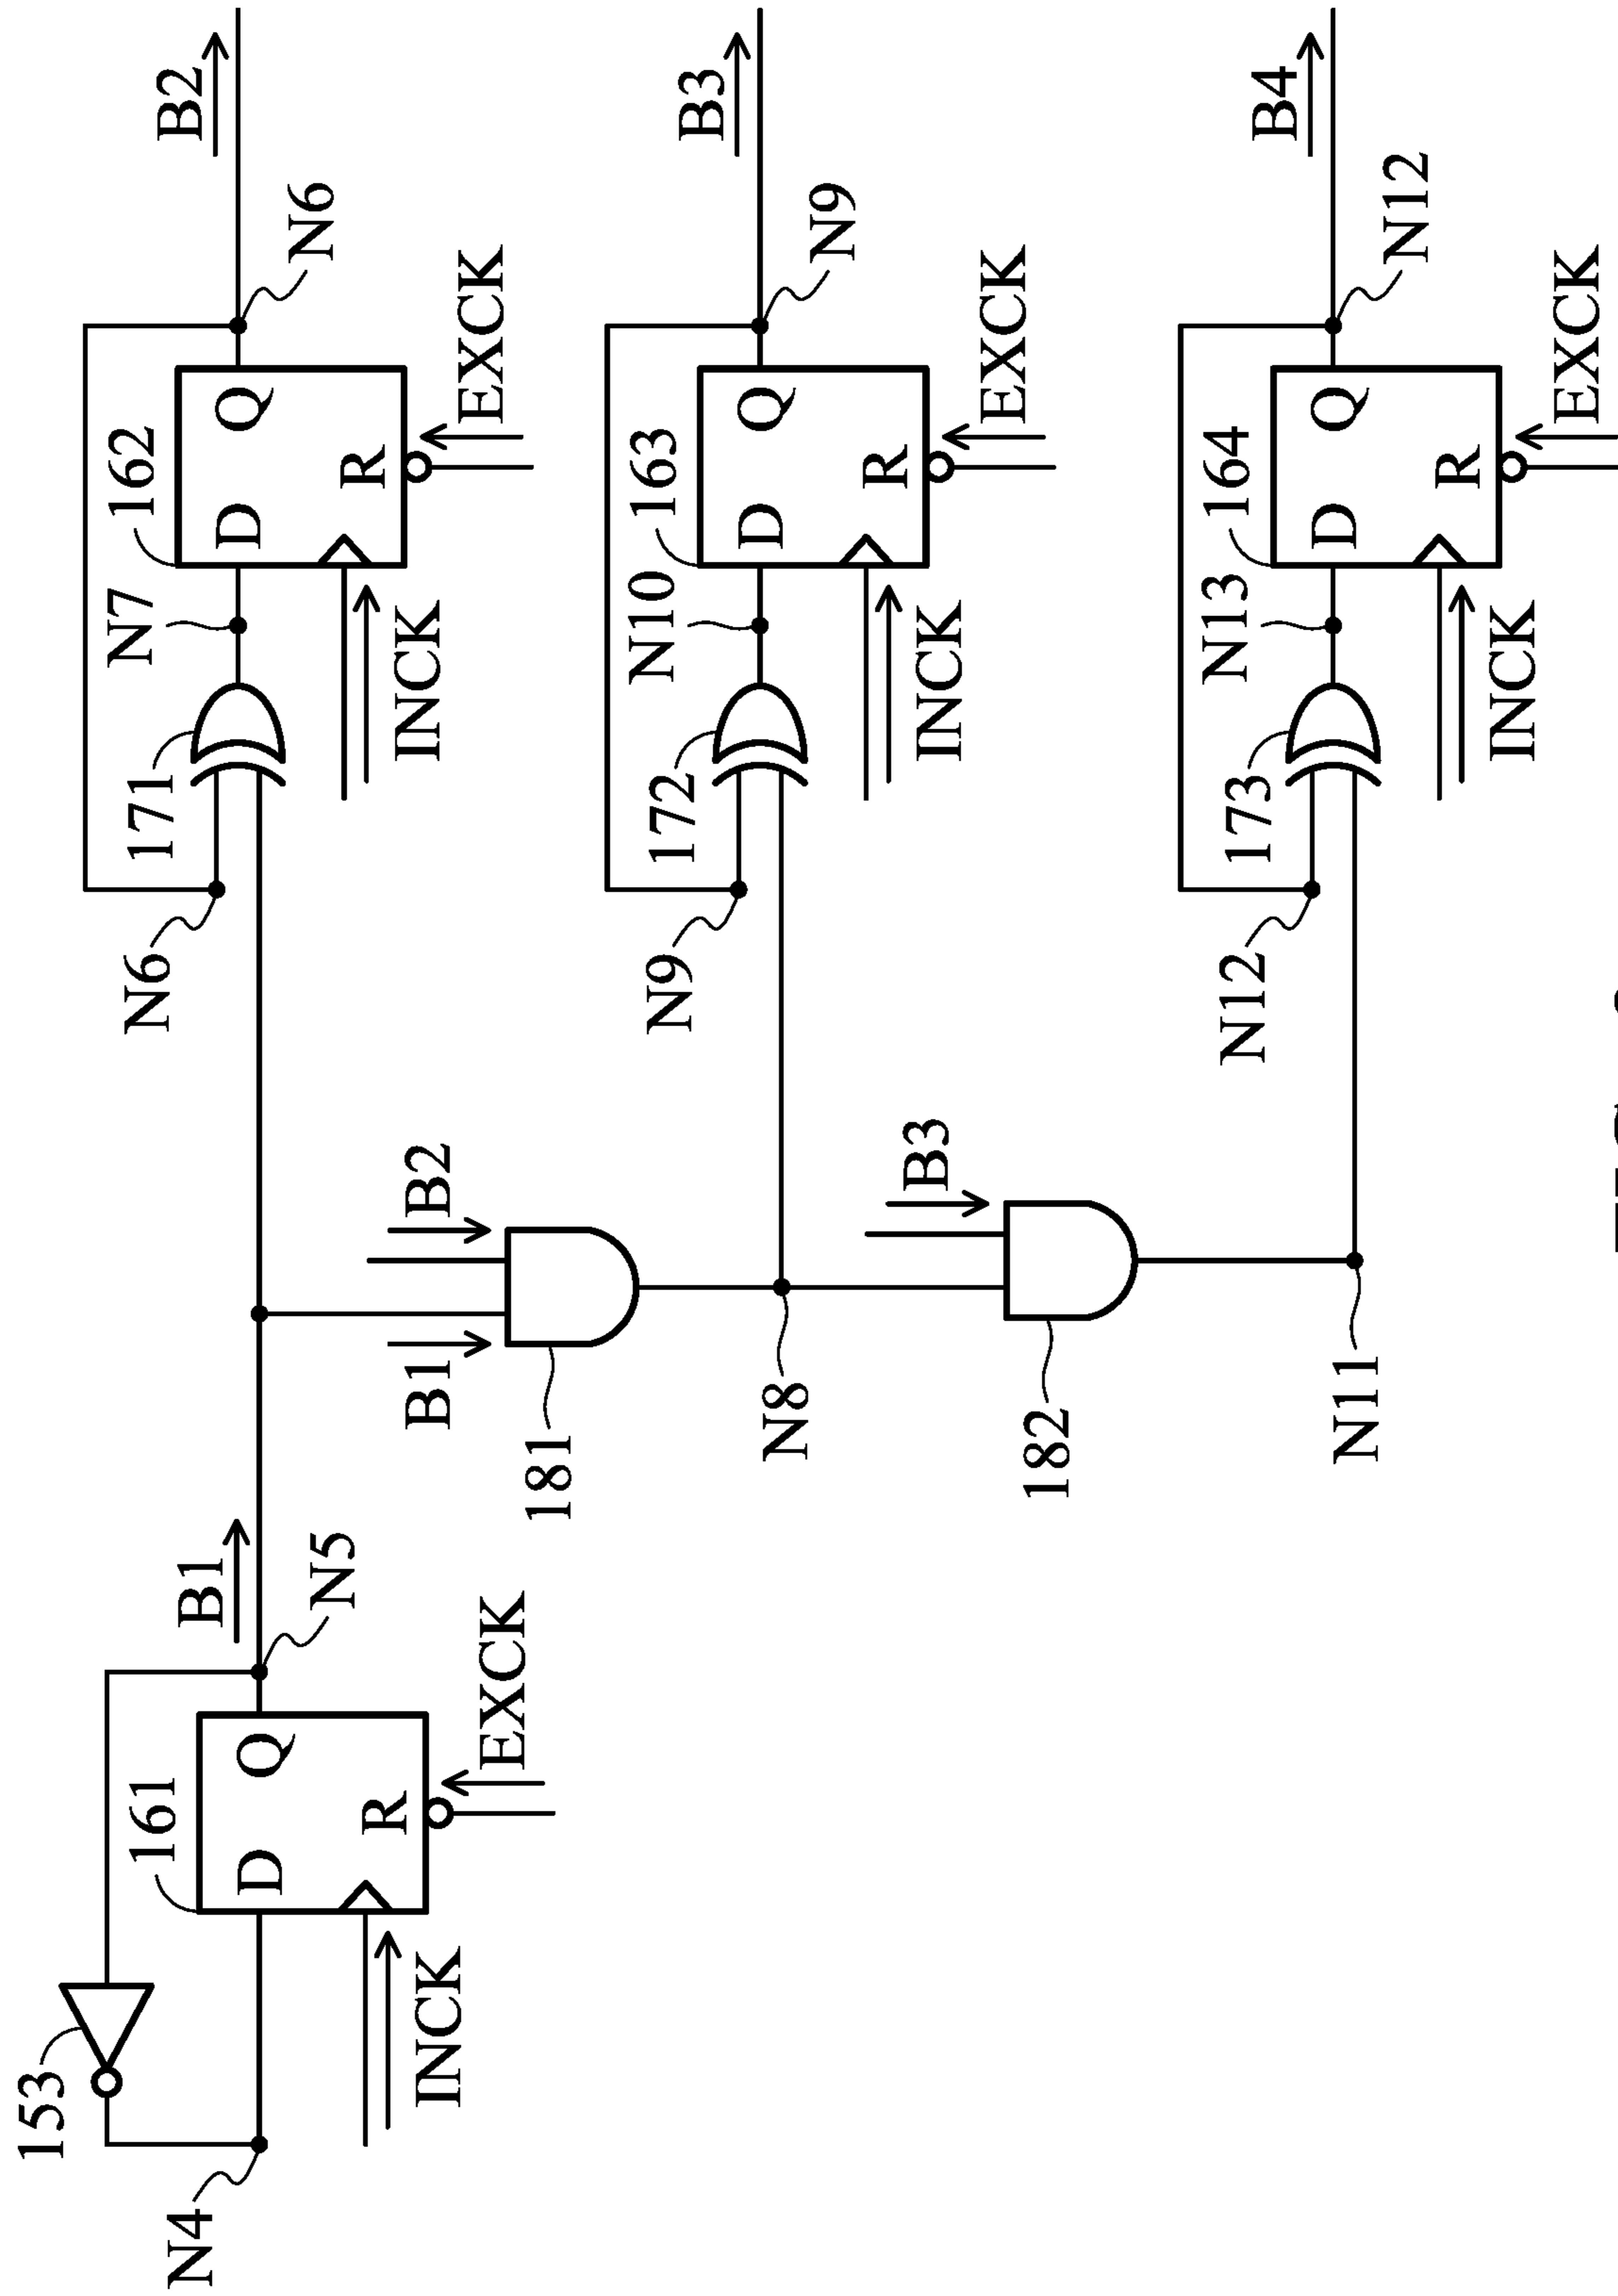 B2
N6
162
Q
D
R
EXCK
N7
171
INCK
N6
B3
N9
163
Q
D
R
EXCK
N10
172
INCK
N9
B4
N12
164
Q
D
R
EXCK
N13
173
INCK
N12
B1
B2
181
N8
B3
182
N11
B1
N5
161
Q
D
R
EXCK
153
INCK
N4